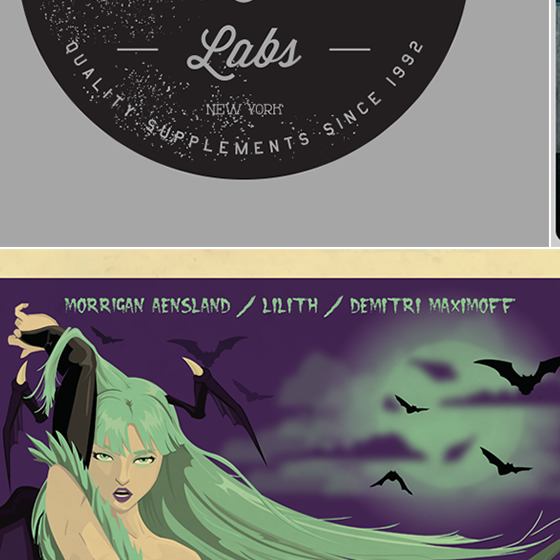 Labs
NEW YORK
QUALITY SUPPLEMENTS SINCE 1992
MORRIGAN AENSLAND / LILITH / DEMITRI MAXIMOFF